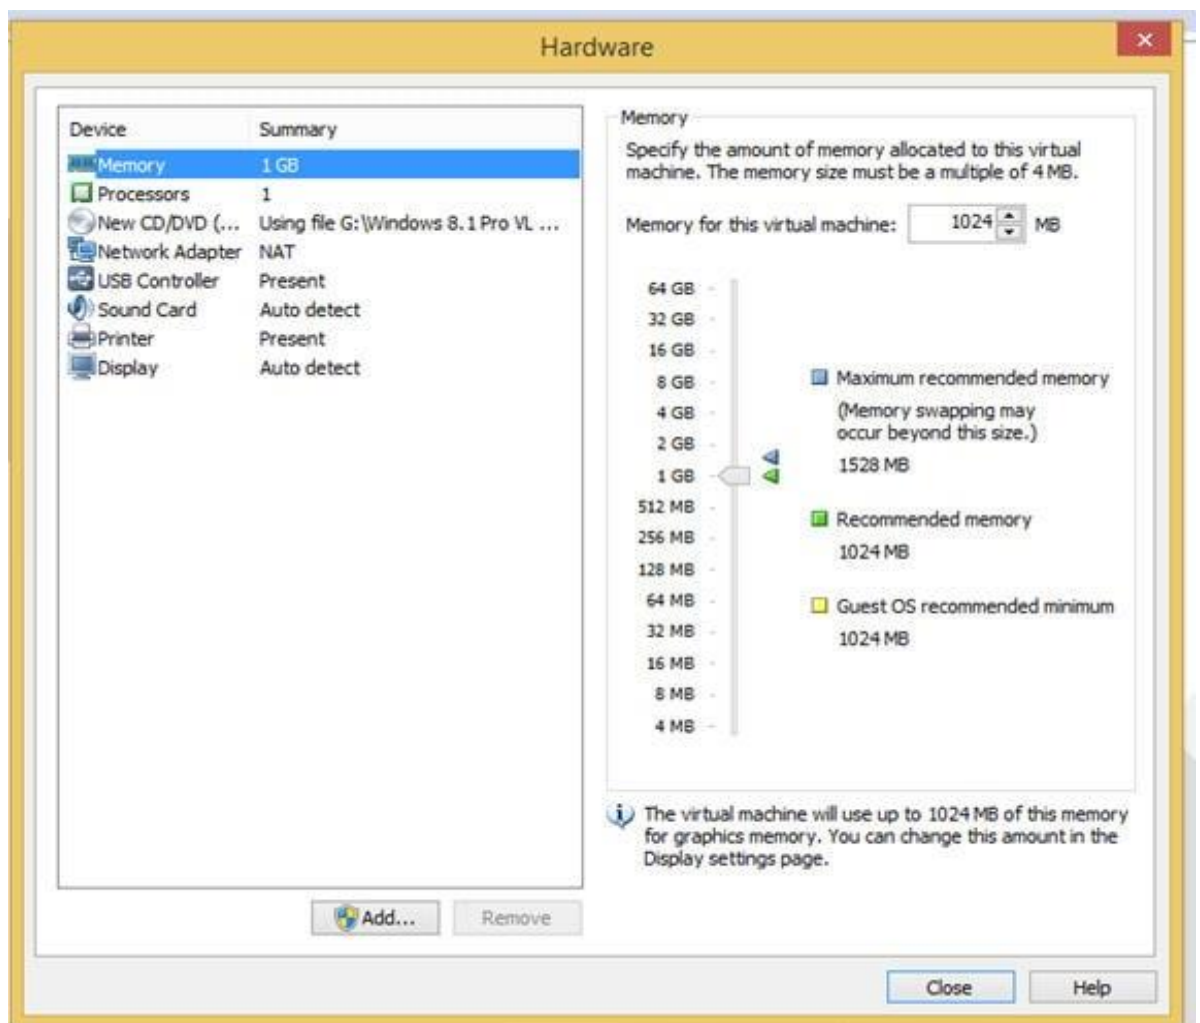 Hardware
Device Summary
Memory 1 GB
Processors 1
New CD/DVD (... Using file G:\Windows 8.1 Pro VL ...
Network Adapter NAT
USB Controller Present
Sound Card Auto detect
Printer Present
Display Auto detect
Add... Remove
Memory
Specify the amount of memory allocated to this virtual
machine. The memory size must be a multiple of 4 MB.
Memory for this virtual machine: 1024 MB
64 GB
32 GB
16 GB
8 GB
4 GB
2 GB
1 GB
512 MB
256 MB
128 MB
64 MB
32 MB
16 MB
8 MB
4 MB
Maximum recommended memory
(Memory swapping may
occur beyond this size.)
1528 MB
Recommended memory
1024 MB
Guest OS recommended minimum
1024 MB
The virtual machine will use up to 1024 MB of this memory
for graphics memory. You can change this amount in the
Display settings page.
Close Help